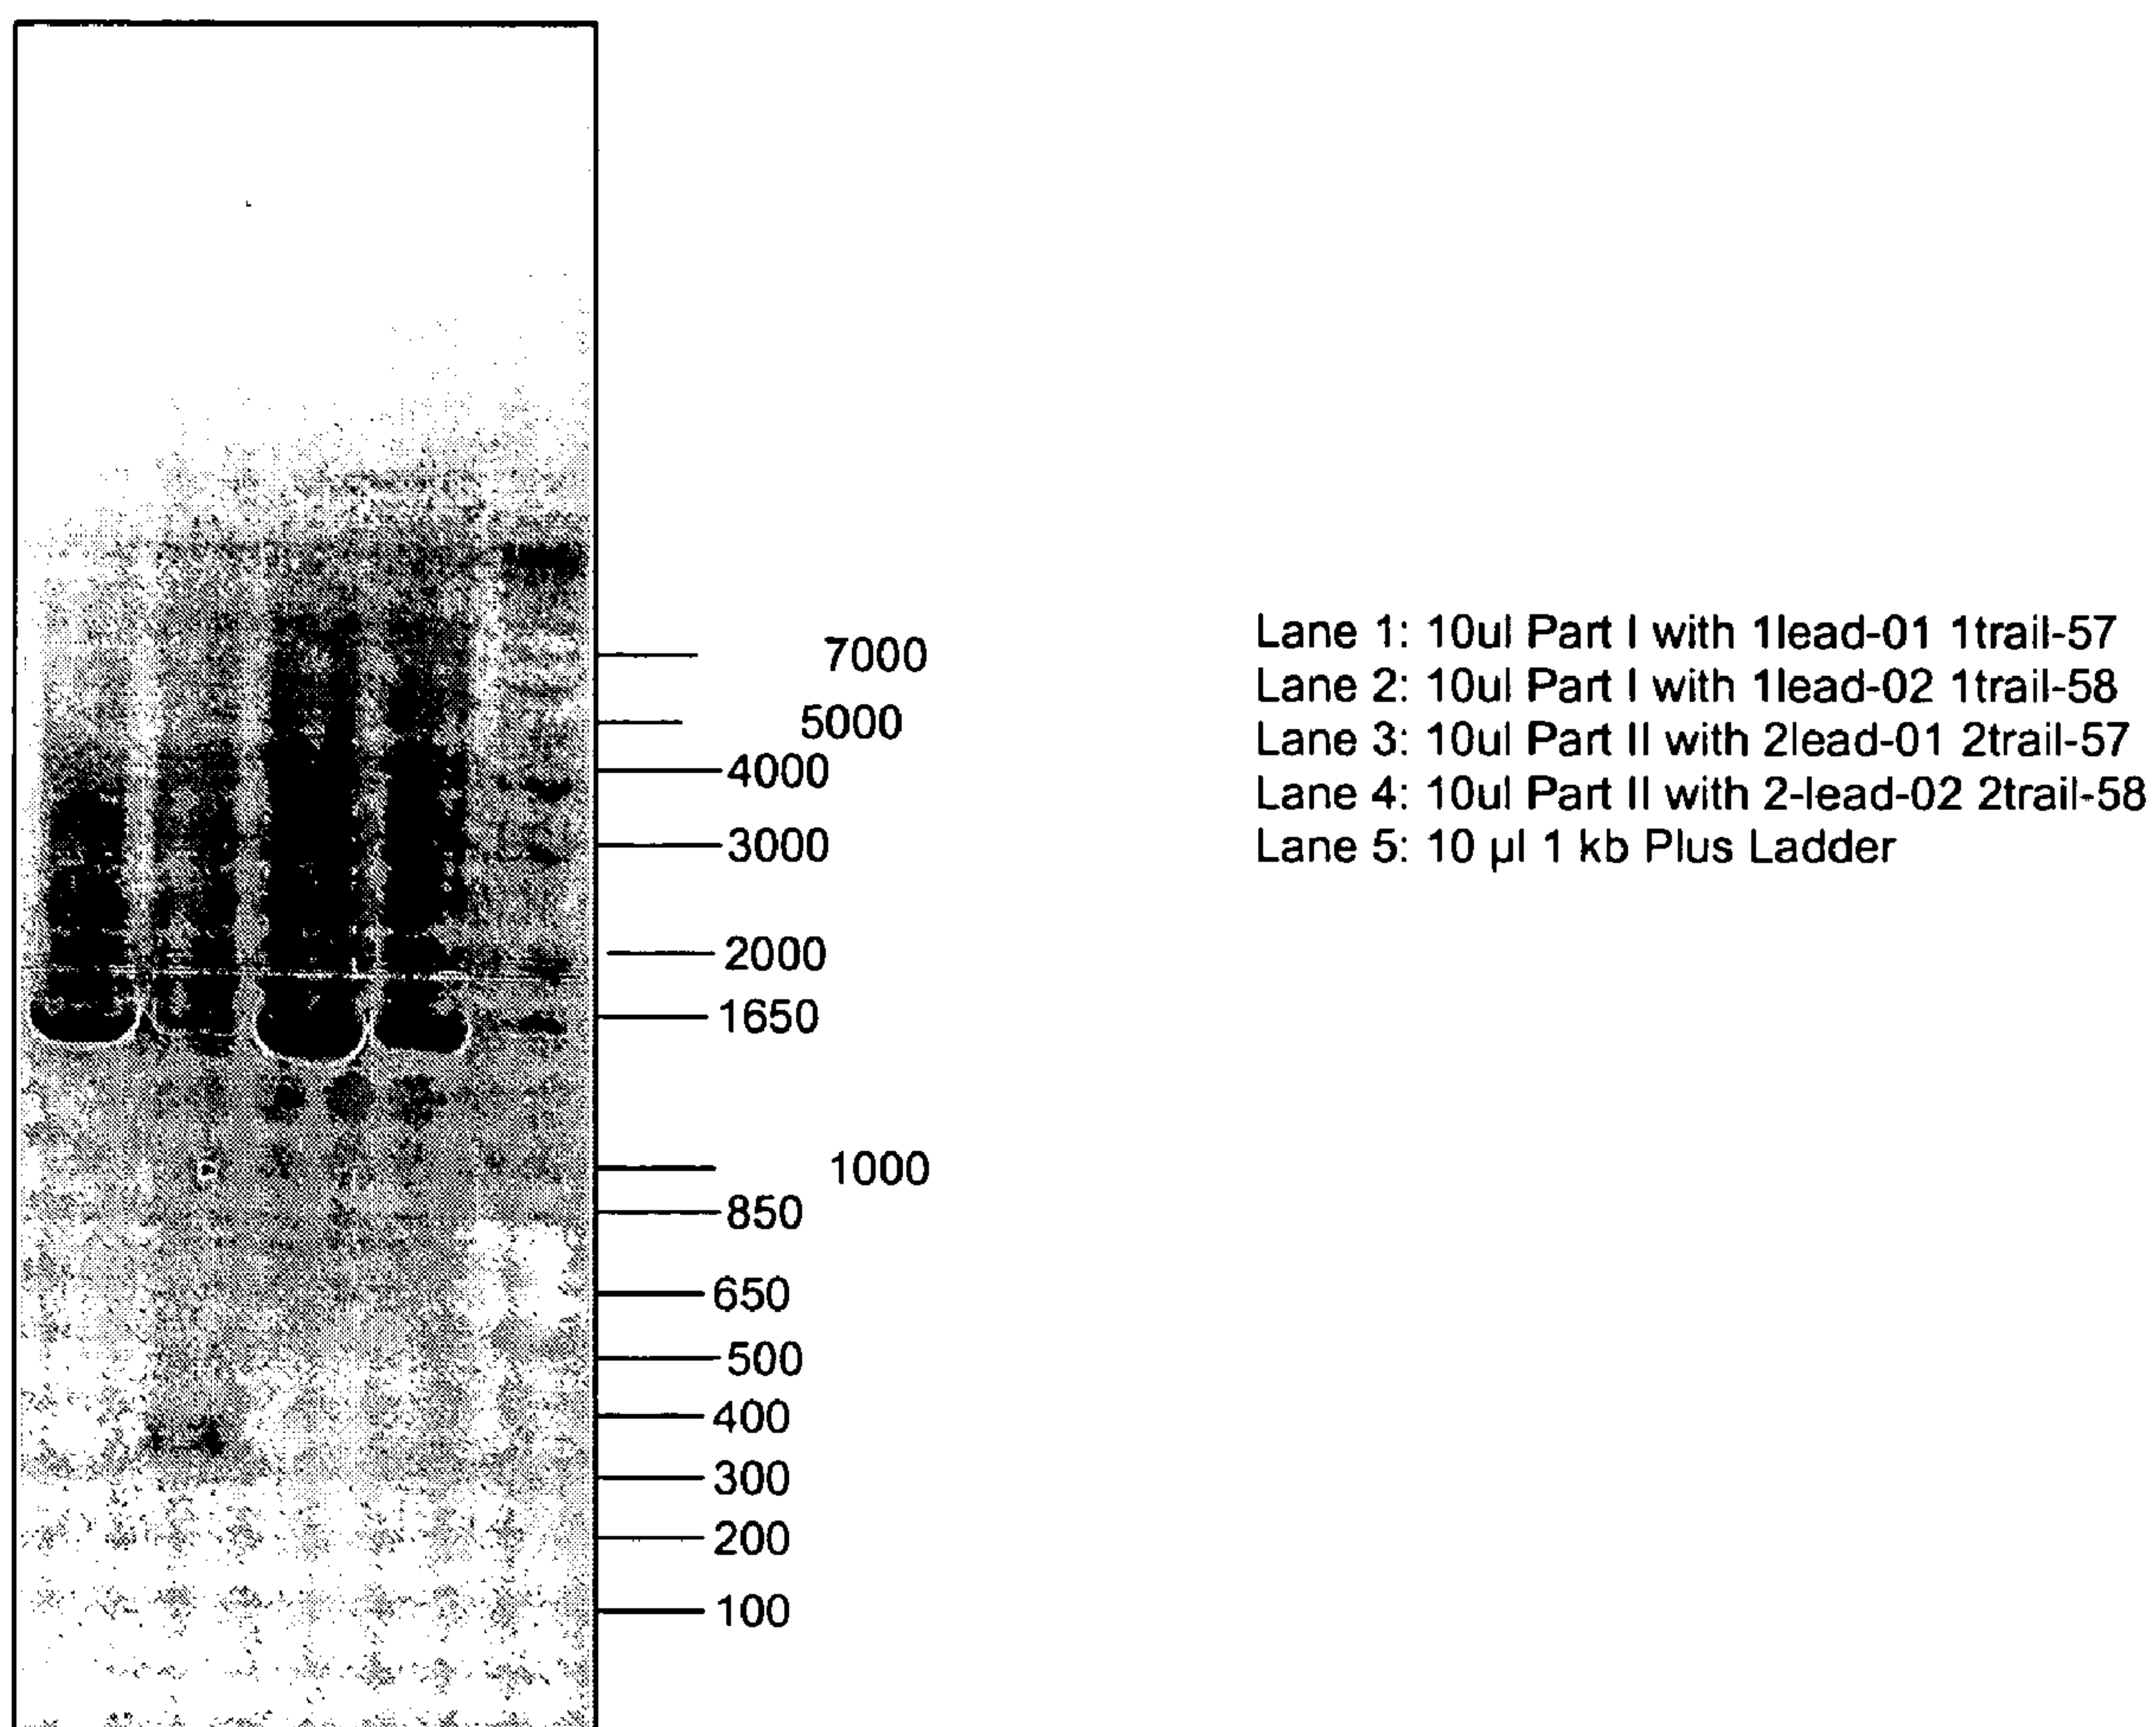 7000
5000
4000
3000
2000
1650
1000
850
650
500
400
300
200
100
Lane 1: 10ul Part I with 1lead-01 1trail-57
Lane 2: 10ul Part I with 1lead-02 1trail-58
Lane 3: 10ul Part II with 2lead-01 2trail-57
Lane 4: 10ul Part II with 2-lead-02 2trail-58
Lane 5: 10 µl 1 kb Plus Ladder